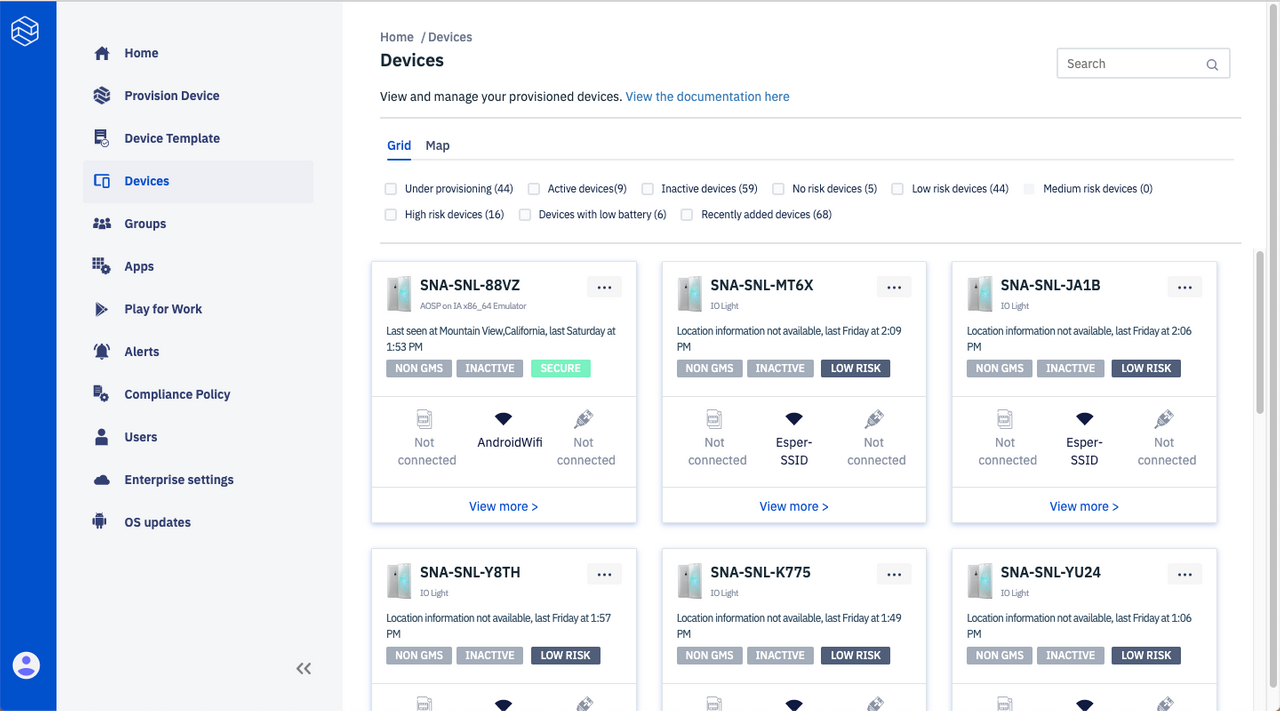 Home
Provision Device
Device Template
Devices
Groups
Apps
Play for Work
Alerts
Compliance Policy
Users
Enterprise settings
OS updates
Home / Devices
Devices
Search
View and manage your provisioned devices. View the documentation here
Grid Map
Under provisioning (44) Active devices(9) Inactive devices (59) No risk devices (5) Low risk devices (44) Medium risk devices (0)
High risk devices (16) Devices with low battery (6) Recently added devices (68)
SNA-SNL-88VZ
AOSP on IA x86_64 Emulator
Last seen at Mountain View,California, last Saturday at
1:53 PM
NON GMS INACTIVE SECURE
Not
connected
AndroidWifi
Not
connected
View more >
SNA-SNL-MT6X
IO Light
Location information not available, last Friday at 2:09
PM
NON GMS INACTIVE LOW RISK
Not
connected
Esper-
SSID
Not
connected
View more >
SNA-SNL-JA1B
IO Light
Location information not available, last Friday at 2:06
PM
NON GMS INACTIVE LOW RISK
Not
connected
Esper-
SSID
Not
connected
View more >
SNA-SNL-Y8TH
IO Light
Location information not available, last Friday at 1:57
PM
NON GMS INACTIVE LOW RISK
SNA-SNL-K775
IO Light
Location information not available, last Friday at 1:49
PM
NON GMS INACTIVE LOW RISK
SNA-SNL-YU24
IO Light
Location information not available, last Friday at 1:06
PM
NON GMS INACTIVE LOW RISK